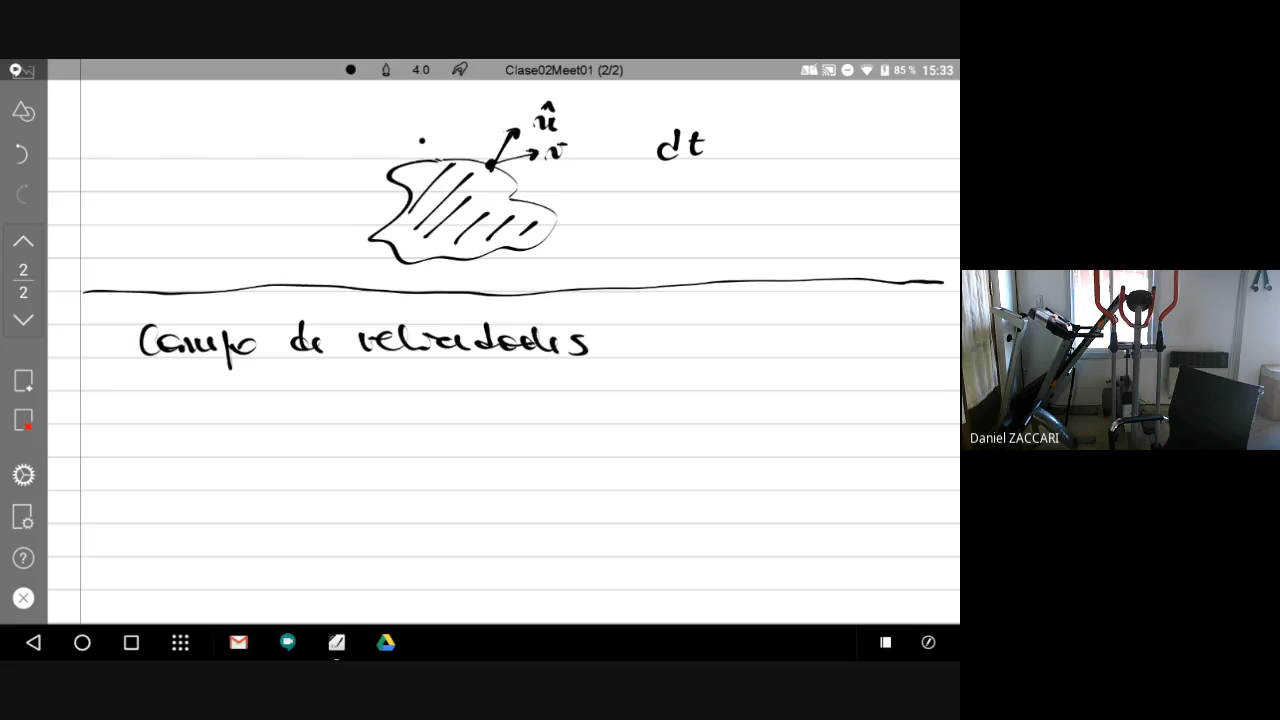 4.0 Clase02Meet01 (2/2) 85 % 15:33
û
v
dt
2
2
Campo de velocidades
Daniel ZACCARI